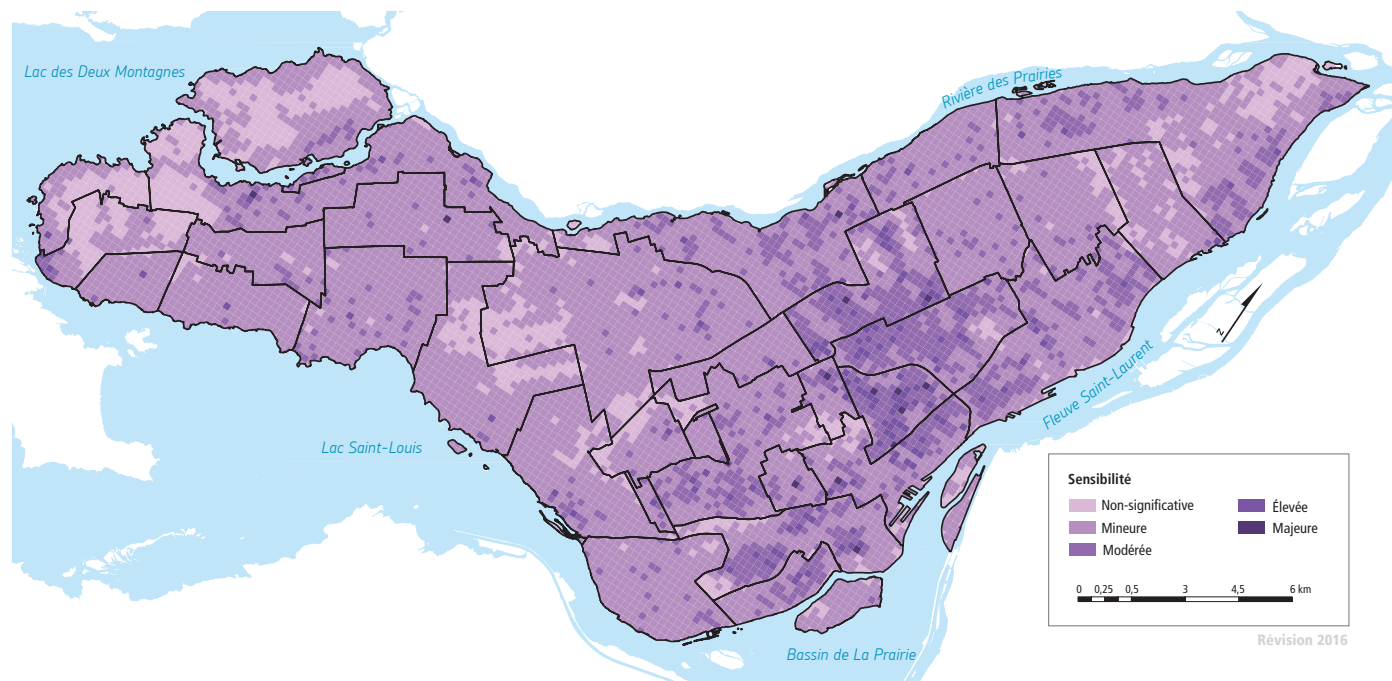 Lac des Deux Montagnes
Rivière des Prairies
N
Fleuve Saint-Laurent
Lac Saint-Louis
Bassin de La Prairie
Sensibilité
Non-significative
Mineure
Modérée
Élevée
Majeure
0 0,25 0,5 3 4,5 6 km
Révision 2016